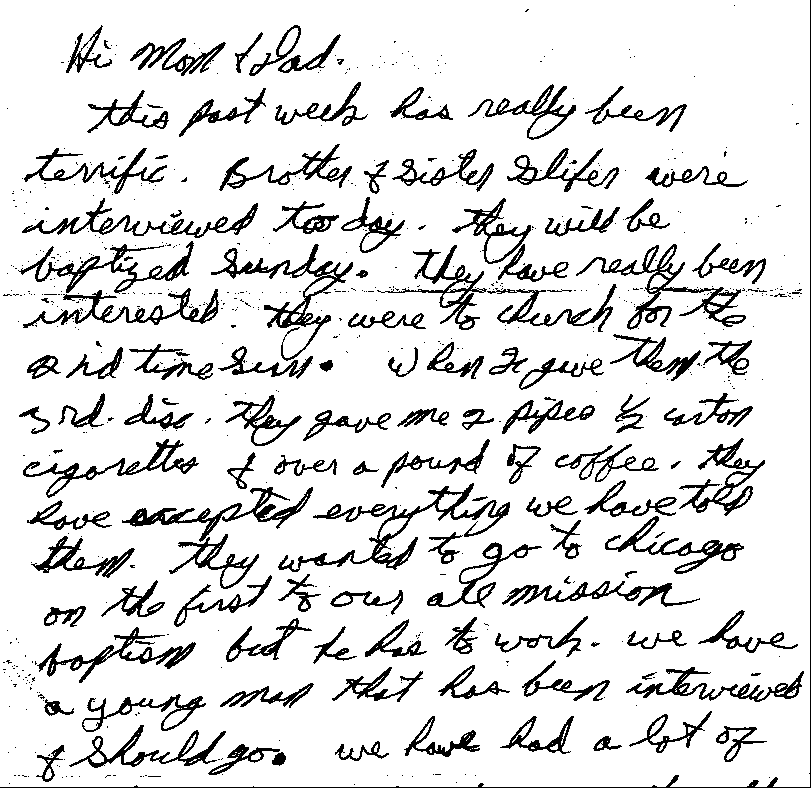 Hi Mom & Dad.
This past week has really been
terrific. Brother & Sister Slifer were
interviewed too day. they will be
baptized Sunday. They have really been
interested. they were to church for the
2nd time Sun. When I gave them the
3rd. disc. they gave me 2 pipes ½ carton
cigarettes & over a pound of coffee. they
have accepted everything we have told
them. they wanted to go to Chicago
on the first to our all mission
baptism but he has to work. we have
a young man that has been interviewed
& should go. we have had a lot of